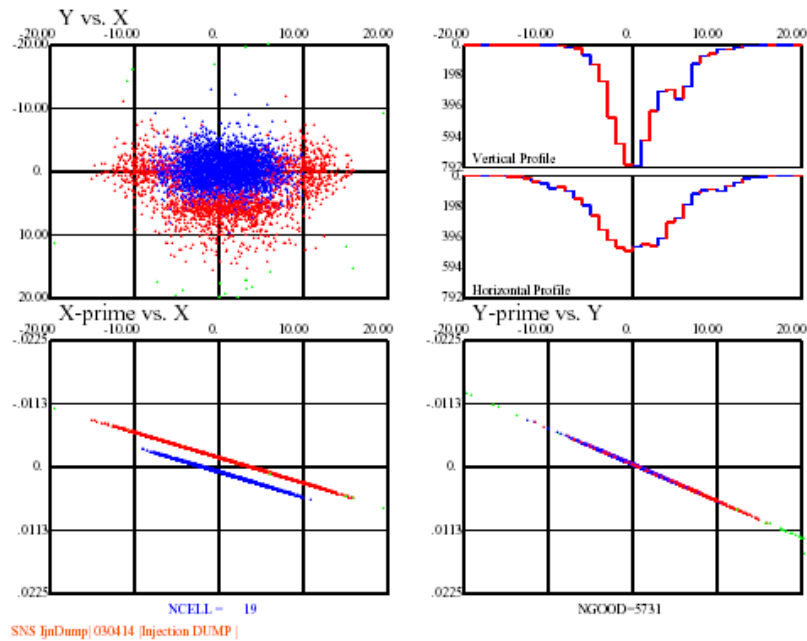 Y vs. X
-20.00 -10.00 0. 10.00 20.00
-20.00
-10.00
0.
10.00
20.00
-20.00 -10.00 0. 10.00 20.00
0.
198
396
594
792
Vertical Profile
0.
198
396
594
792
Horizontal Profile
X-prime vs. X
-20.00 -10.00 0. 10.00 20.00
-.0225
-.0113
0.
.0113
.0225
NCELL = 19
Y-prime vs. Y
-20.00 -10.00 0. 10.00 20.00
-.0225
-.0113
0.
.0113
.0225
NGOOD=5731
SNS IjnDump| 030414 |Injection DUMP |